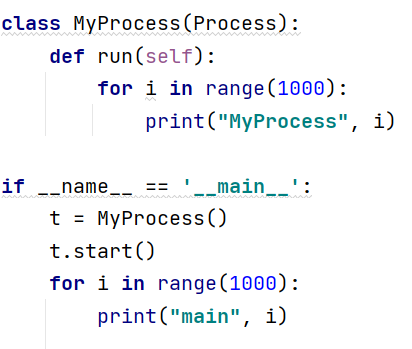 class MyProcess(Process):
    def run(self):
        for i in range(1000):
            print("MyProcess", i)

if __name__ == '__main__':
    t = MyProcess()
    t.start()
    for i in range(1000):
        print("main", i)